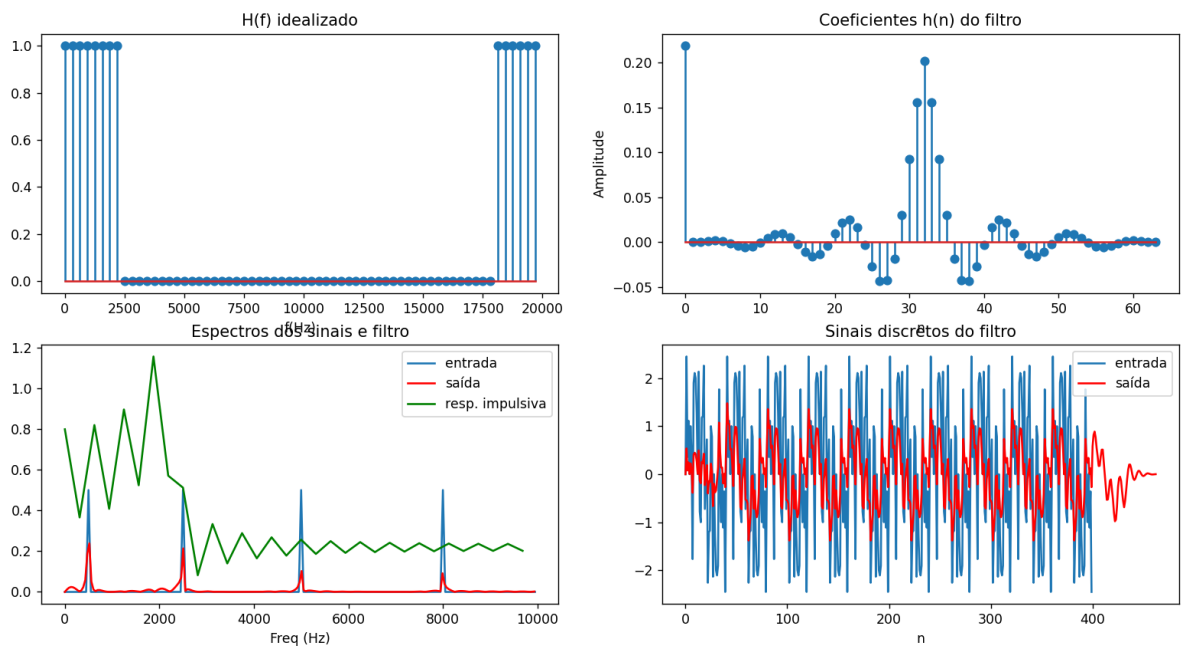 H(f) idealizado
1.0
0.8
0.6
0.4
0.2
0.0
0 2500 5000 7500 10000 12500 15000 17500 20000
f(Hz)
Coeficientes h(n) do filtro
Amplitude
0.20
0.15
0.10
0.05
0.00
−0.05
0 10 20 30 40 50 60
n
Espectros dos sinais e filtro
1.2
1.0
0.8
0.6
0.4
0.2
0.0
entrada
saída
resp. impulsiva
0 2000 4000 6000 8000 10000
Freq (Hz)
Sinais discretos do filtro
2
1
0
−1
−2
entrada
saída
0 100 200 300 400
n